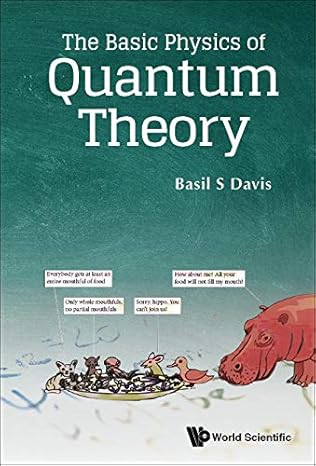 The Basic Physics of
Quantum
Theory
Basil S Davis
Everybody gets at least an
entire mouthful of food
How about me? All your
food will not fill my mouth!
Only whole mouthfuls,
no partial mouthfuls
Sorry, hippo. You
can't join us!
World Scientific